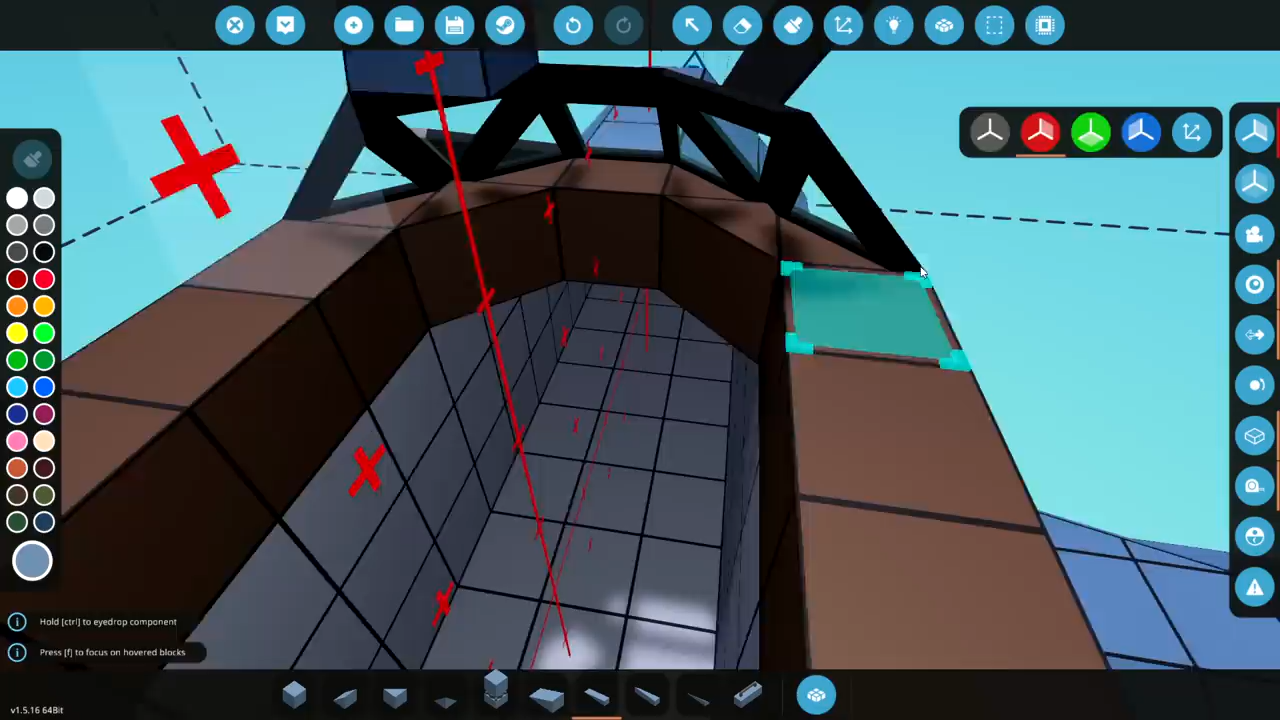 Hold [ctrl] to eyedrop component
Press [f] to focus on hovered blocks
v1.5.16 64Bit